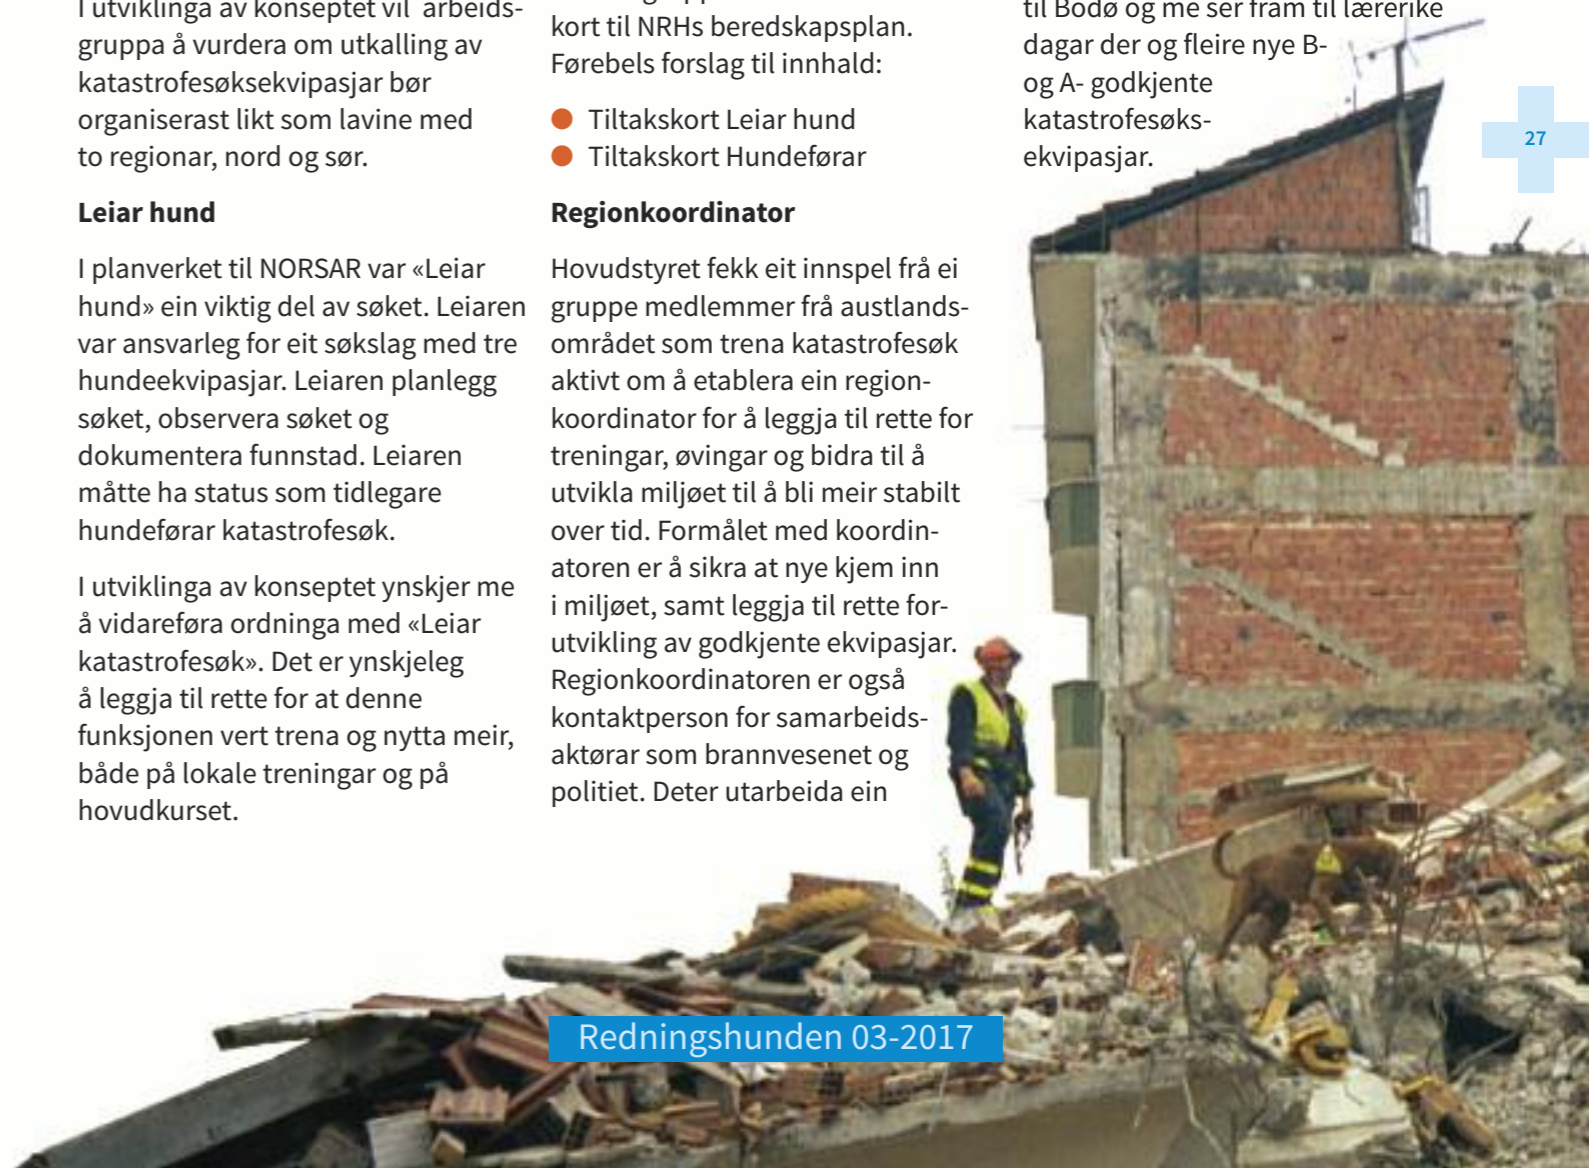 I utviklinga av konseptet vil arbeids-
gruppa å vurdera om utkalling av
katastrofesøksekvipasjar bør
organiserast likt som lavine med
to regionar, nord og sør.
Leiar hund
I planverket til NORSAR var «Leiar
hund» ein viktig del av søket. Leiaren
var ansvarleg for eit søkslag med tre
hundeekvipasjar. Leiaren planlegg
søket, observera søket og
dokumentera funnstad. Leiaren
måtte ha status som tidlegare
hundeførar katastrofesøk.
I utviklinga av konseptet ynskjer me
å vidareføra ordninga med «Leiar
katastrofesøk». Det er ynskjeleg
å leggja til rette for at denne
funksjonen vert trena og nytta meir,
både på lokale treningar og på
hovudkurset.
kort til NRHs beredskapsplan.
Førebels forslag til innhald:
● Tiltakskort Leiar hund
● Tiltakskort Hundeførar
Regionkoordinator
Hovudstyret fekk eit innspel frå ei
gruppe medlemmer frå austlands-
området som trena katastrofesøk
aktivt om å etablera ein region-
koordinator for å leggja til rette for
treningar, øvingar og bidra til å
utvikla miljøet til å bli meir stabilt
over tid. Formålet med koordin-
atoren er å sikra at nye kjem inn
i miljøet, samt leggja til rette for-
utvikling av godkjente ekvipasjar.
Regionkoordinatoren er også
kontaktperson for samarbeids-
aktørar som brannvesenet og
politiet. Deter utarbeida ein
til Bodø og me ser fram til lærerike
dagar der og fleire nye B-
og A- godkjente
katastrofesøks-
ekvipasjar.
27
Redningshunden 03-2017